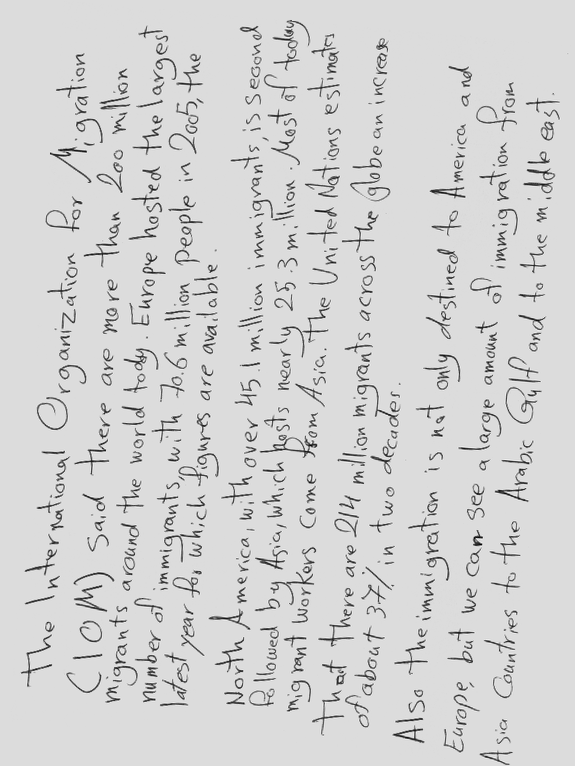 The International Organization for Migration
(IOM) Said there are more than 200 million
migrants around the world tody. Europe hosted the largest
number of immigrants, with 70.6 million people in 2005, the
latest year for which figures are available.
North America, with over 45.1 million immigrants, is second
followed by Asia, which hosts nearly 25.3 million. Most of today
migrant workers come from Asia. The United Nations estimates
That there are 214 million migrants across the globe an increase
of about 37% in two decades.
Also the immigration is not only destined to America and
Europe, but we can see a large amount of immigration from
Asia Countries to the Arabic Gulf and to the middle east.